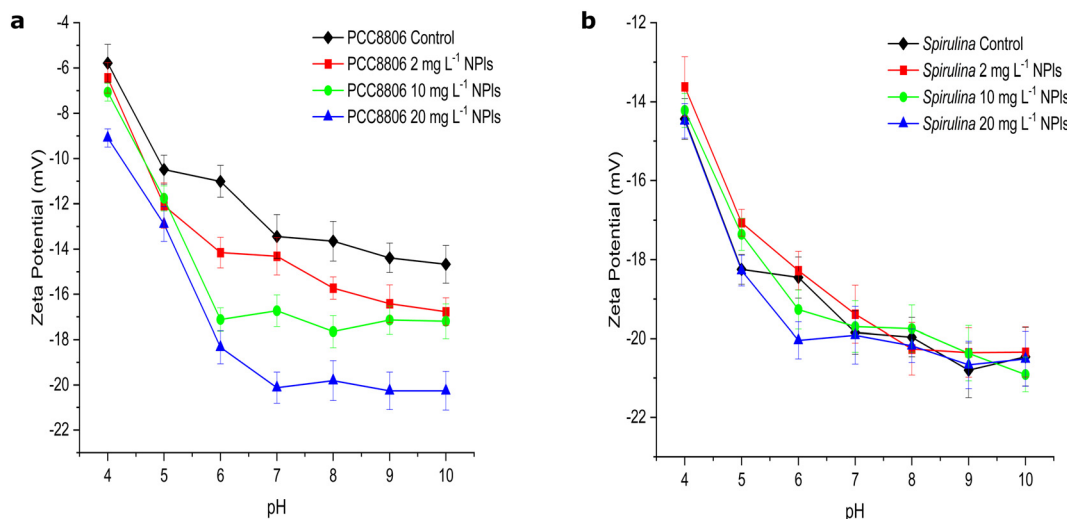 a
-4
-6
-8
-10
-12
-14
-16
-18
-20
-22
Zeta Potential (mV)
4 5 6 7 8 9 10
pH
PCC8806 Control
PCC8806 2 mg L⁻¹ NPls
PCC8806 10 mg L⁻¹ NPls
PCC8806 20 mg L⁻¹ NPls
b
-12
-14
-16
-18
-20
-22
Zeta Potential (mV)
4 5 6 7 8 9 10
pH
Spirulina Control
Spirulina 2 mg L⁻¹ NPls
Spirulina 10 mg L⁻¹ NPls
Spirulina 20 mg L⁻¹ NPls